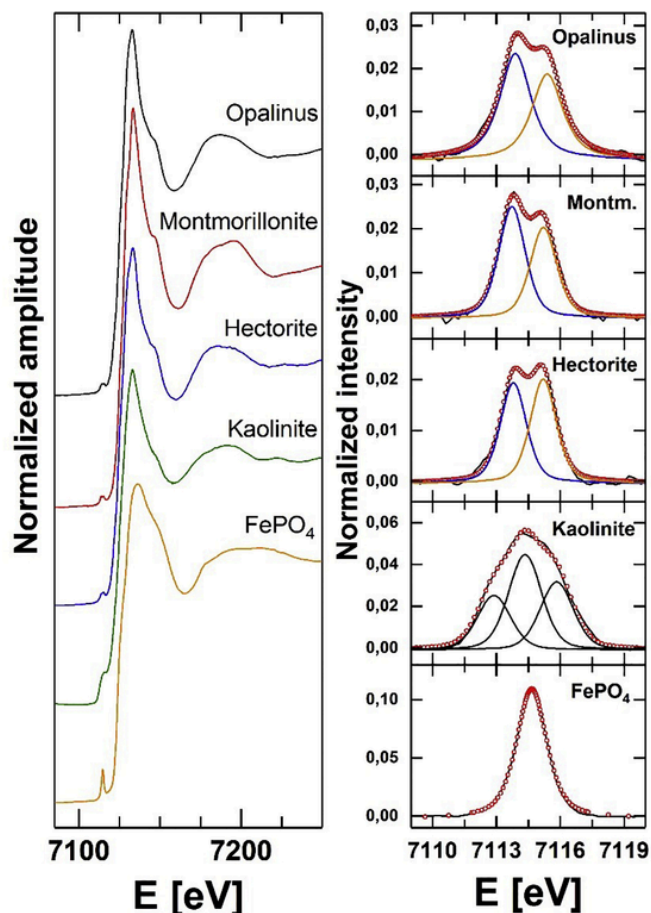 Normalized amplitude
Opalinus
Montmorillonite
Hectorite
Kaolinite
FePO₄
7100 7200
E [eV]
Normalized intensity
0,03 Opalinus
0,02
0,01
0,00
0,03 Montm.
0,02
0,01
0,00
Hectorite
0,02
0,01
0,00
0,06 Kaolinite
0,04
0,02
0,00
FePO₄
0,10
0,05
0,00
7110 7113 7116 7119
E [eV]